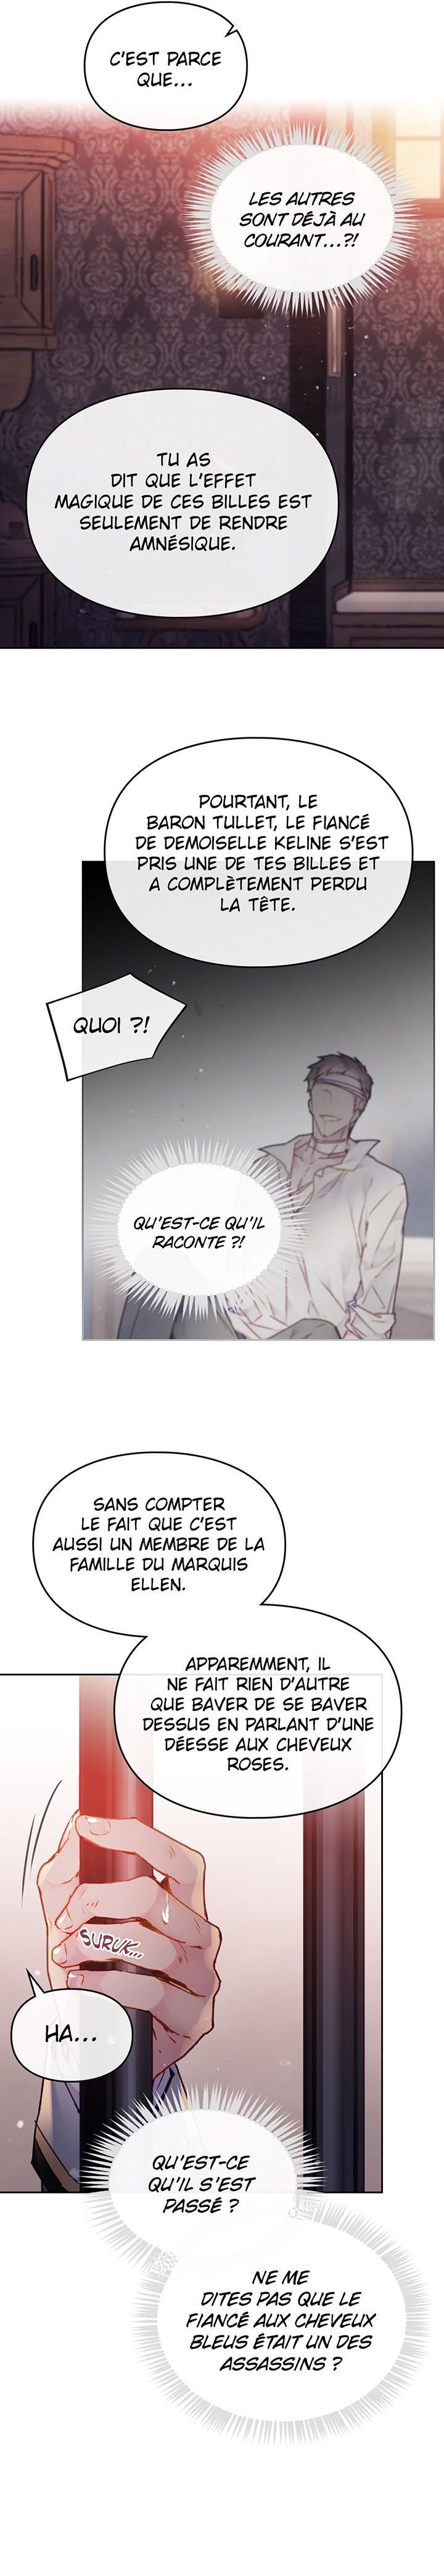 C'EST PARCE
QUE...
LES AUTRES
SONT DÉJÀ AU
COURANT...?!
TU AS
DIT QUE L'EFFET
MAGIQUE DE CES BILLES EST
SEULEMENT DE RENDRE
AMNÉSIQUE.
POURTANT, LE
BARON TULLET, LE FIANCÉ
DE DEMOISELLE KELINE S'EST
PRIS UNE DE TES BILLES ET
A COMPLÈTEMENT PERDU
LA TÊTE.
QUOI ?!
QU'EST-CE QU'IL
RACONTE ?!
SANS COMPTER
LE FAIT QUE C'EST
AUSSI UN MEMBRE DE LA
FAMILLE DU MARQUIS
ELLEN.
APPAREMMENT, IL
NE FAIT RIEN D'AUTRE
QUE BAVER DE SE BAVER
DESSUS EN PARLANT D'UNE
DÉESSE AUX CHEVEUX
ROSES.
SURUK...
HA...
QU'EST-CE
QU'IL S'EST
PASSÉ ?
NE ME
DITES PAS QUE LE
FIANCÉ AUX CHEVEUX
BLEUS ÉTAIT UN DES
ASSASSINS ?